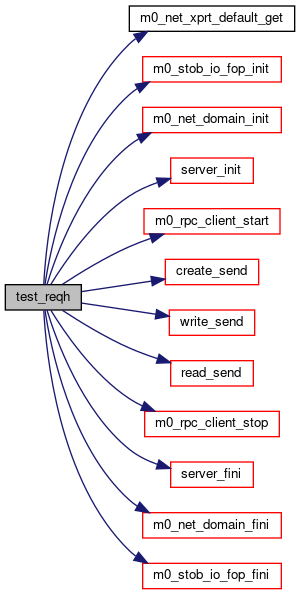 m0_net_xprt_default_get
m0_stob_io_fop_init
m0_net_domain_init
server_init
m0_rpc_client_start
create_send
test_reqh
write_send
read_send
m0_rpc_client_stop
server_fini
m0_net_domain_fini
m0_stob_io_fop_fini